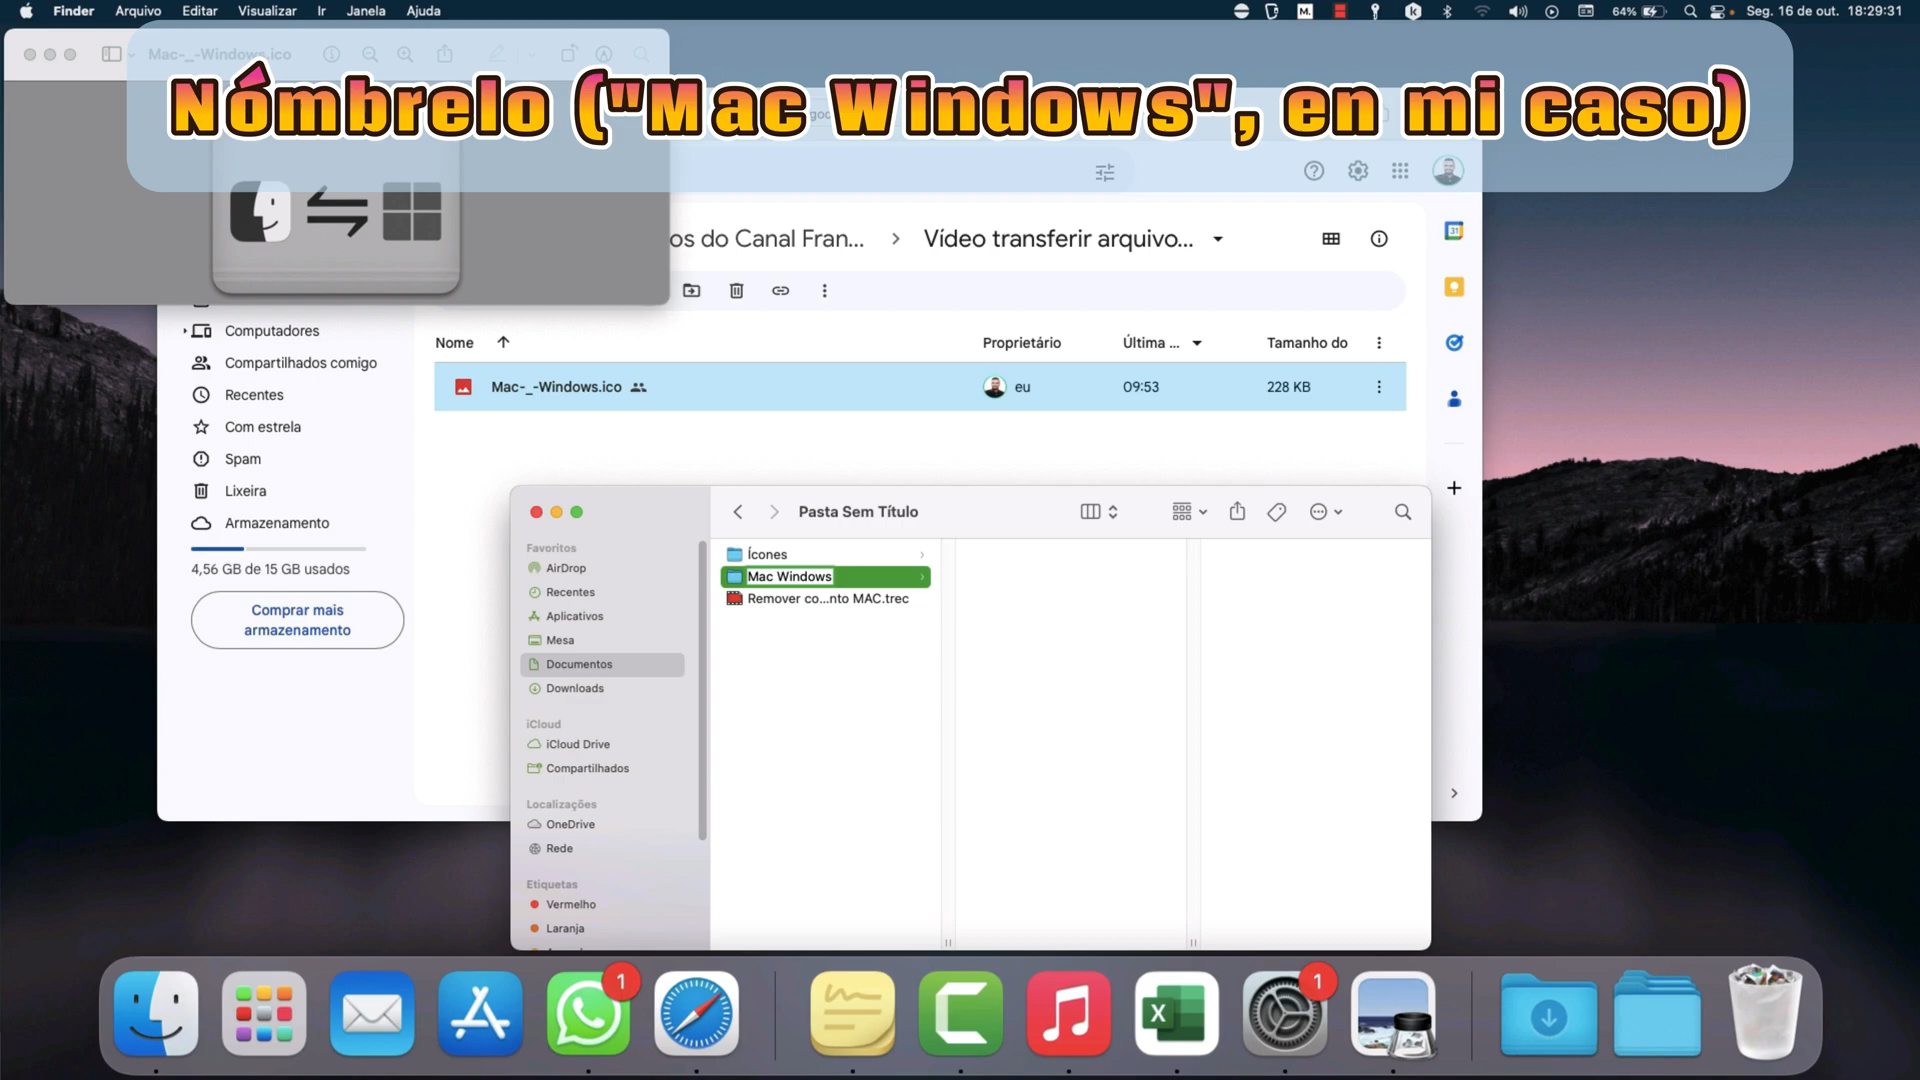 Finder Arquivo Editar Visualizar Ir Janela Ajuda
M.
64%
Seg. 16 de out. 18:29:31
Mac-_-Windows.ico
Nómbrelo ("Mac Windows", en mi caso)
os do Canal Fran... Vídeo transferir arquivo...
31
Computadores
Compartilhados comigo
Recentes
Com estrela
Spam
Lixeira
Armazenamento
4,56 GB de 15 GB usados
Comprar mais
armazenamento
Nome Proprietário Última ... Tamanho do
Mac-_-Windows.ico eu 09:53 228 KB
Pasta Sem Título
Favoritos
AirDrop
Recentes
Aplicativos
Mesa
Documentos
Downloads
iCloud
iCloud Drive
Compartilhados
Localizações
OneDrive
Rede
Etiquetas
Vermelho
Laranja
Ícones
Mac Windows
Remover co...nto MAC.trec
1
X
1